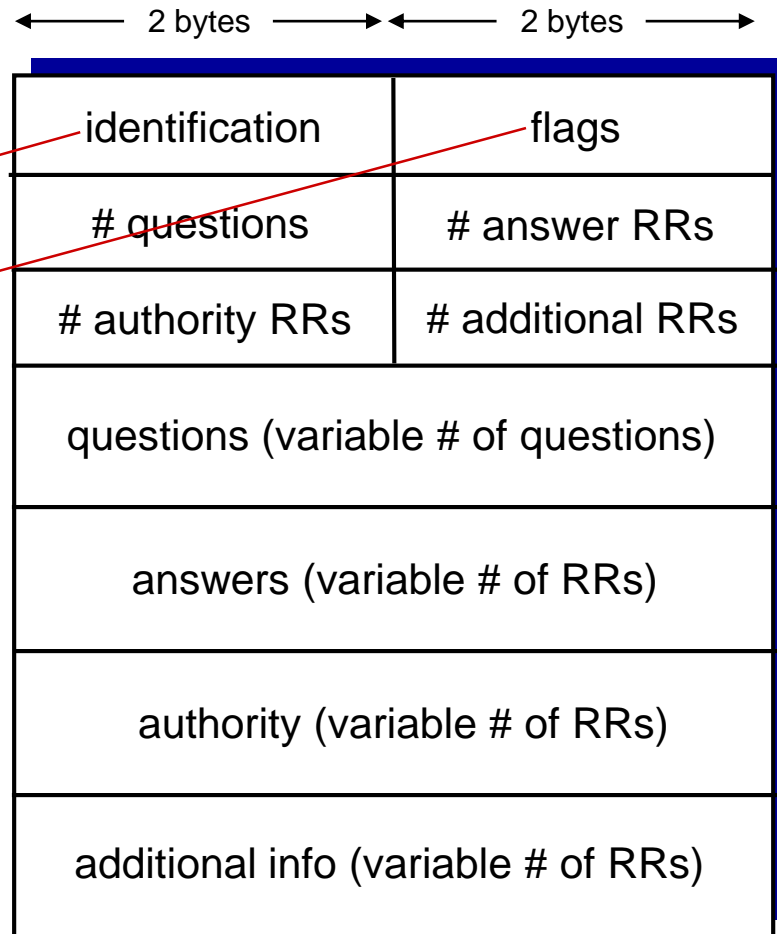 2 bytes 2 bytes
identification flags
# questions # answer RRs
# authority RRs # additional RRs
questions (variable # of questions)
answers (variable # of RRs)
authority (variable # of RRs)
additional info (variable # of RRs)